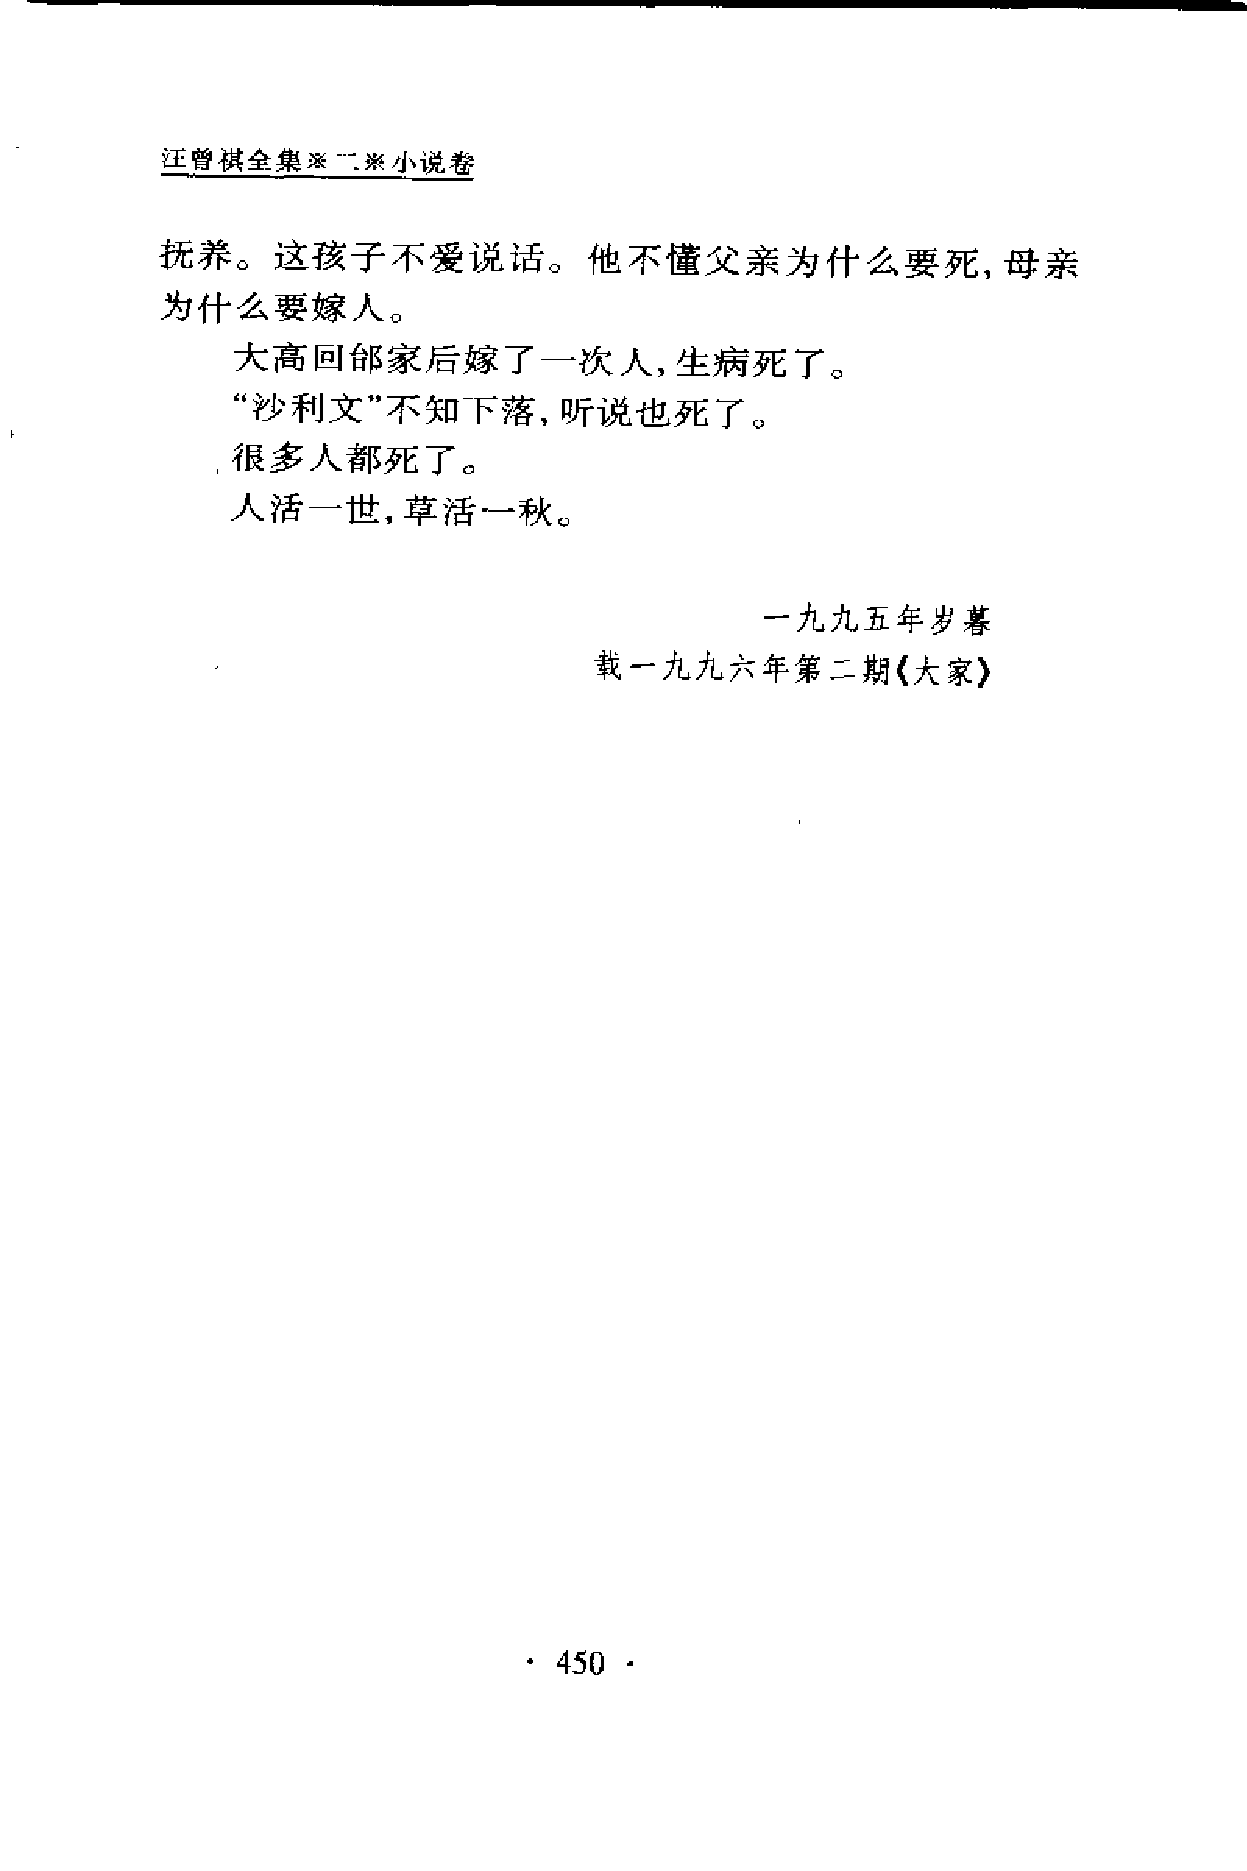 汪曾祺全集※二※小说卷
抚养。这孩子不爱说话。他不懂父亲为什么要死,母亲
为什么要嫁人。
大高回邰家后嫁了一次人,生病死了。
“沙利文”不知下落,听说也死了。
很多人都死了。
人活一世,草活一秋。
一九九五年岁暮
载一九九六年第二期《大家》
· 450 ·